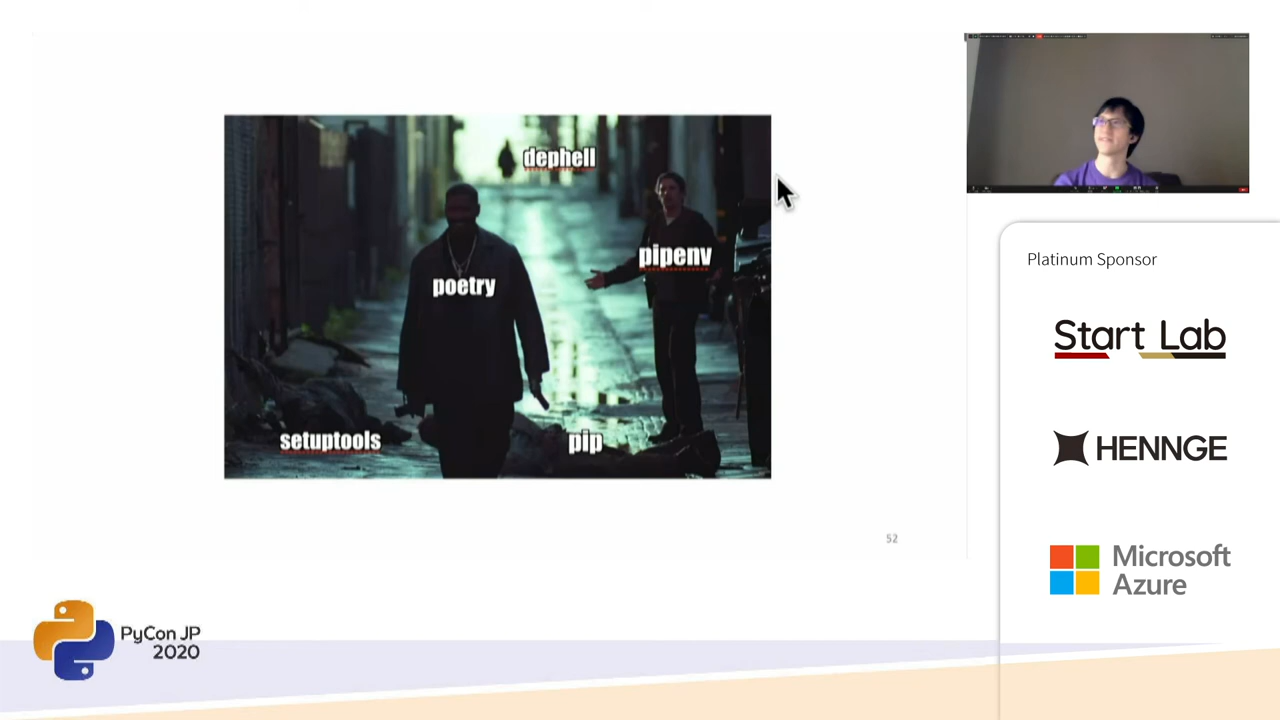 dephell
pipenv
poetry
setuptools
pip
52
Platinum Sponsor
Start Lab
HENNGE
Microsoft
Azure
PyCon JP
2020